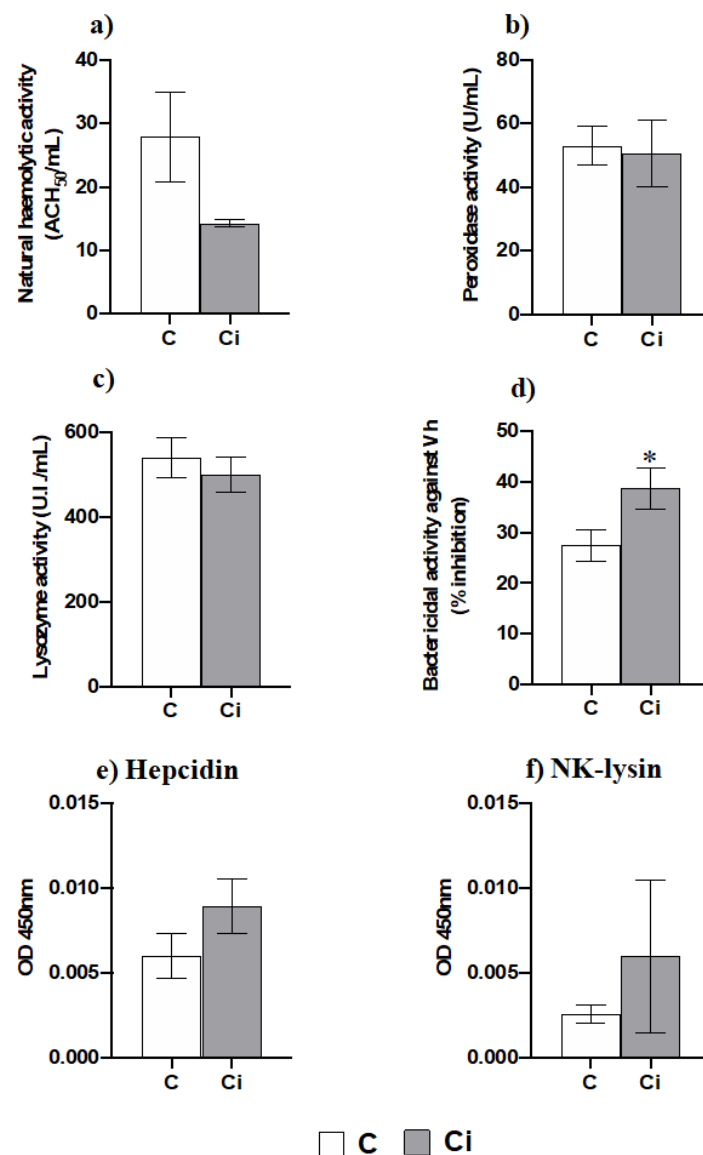 a)
Natural haemolytic activity
(ACH50/mL)
40
30
20
10
0
C Ci
b)
Peroxidase activity (U/mL)
80
60
40
20
0
C Ci
c)
Lysozyme activity (U.I./mL)
600
400
200
0
C Ci
d)
Bactericidal activity against Vh
(% inhibition)
50
40
30
20
10
0
*
C Ci
e) Hepcidin
OD 450nm
0.015
0.010
0.005
0.000
C Ci
f) NK-lysin
OD 450nm
0.015
0.010
0.005
0.000
C Ci
C Ci